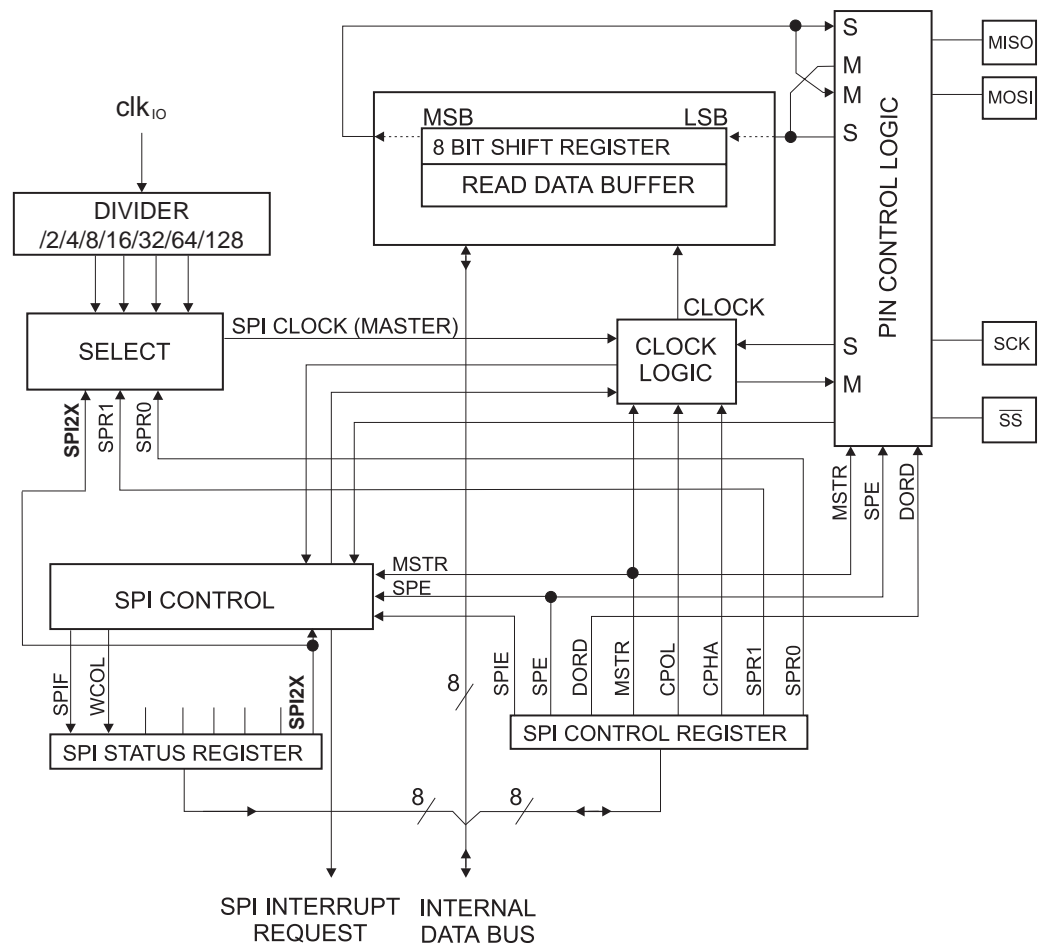 S
MISO
M
M
MOSI
clk IO
MSB
LSB
S
8 BIT SHIFT REGISTER
READ DATA BUFFER
PIN CONTROL LOGIC
DIVIDER
/2/4/8/16/32/64/128
SPI CLOCK (MASTER)
CLOCK
SELECT
CLOCK
LOGIC
S
M
SCK
SS
SPI2X
SPR1
SPR0
MSTR
SPE
DORD
MSTR
SPE
SPI CONTROL
SPIF
WCOL
SPI2X
8
SPIE
SPE
DORD
MSTR
CPOL
CPHA
SPR1
SPR0
SPI STATUS REGISTER
SPI CONTROL REGISTER
8
8
SPI INTERRUPT
REQUEST
INTERNAL
DATA BUS